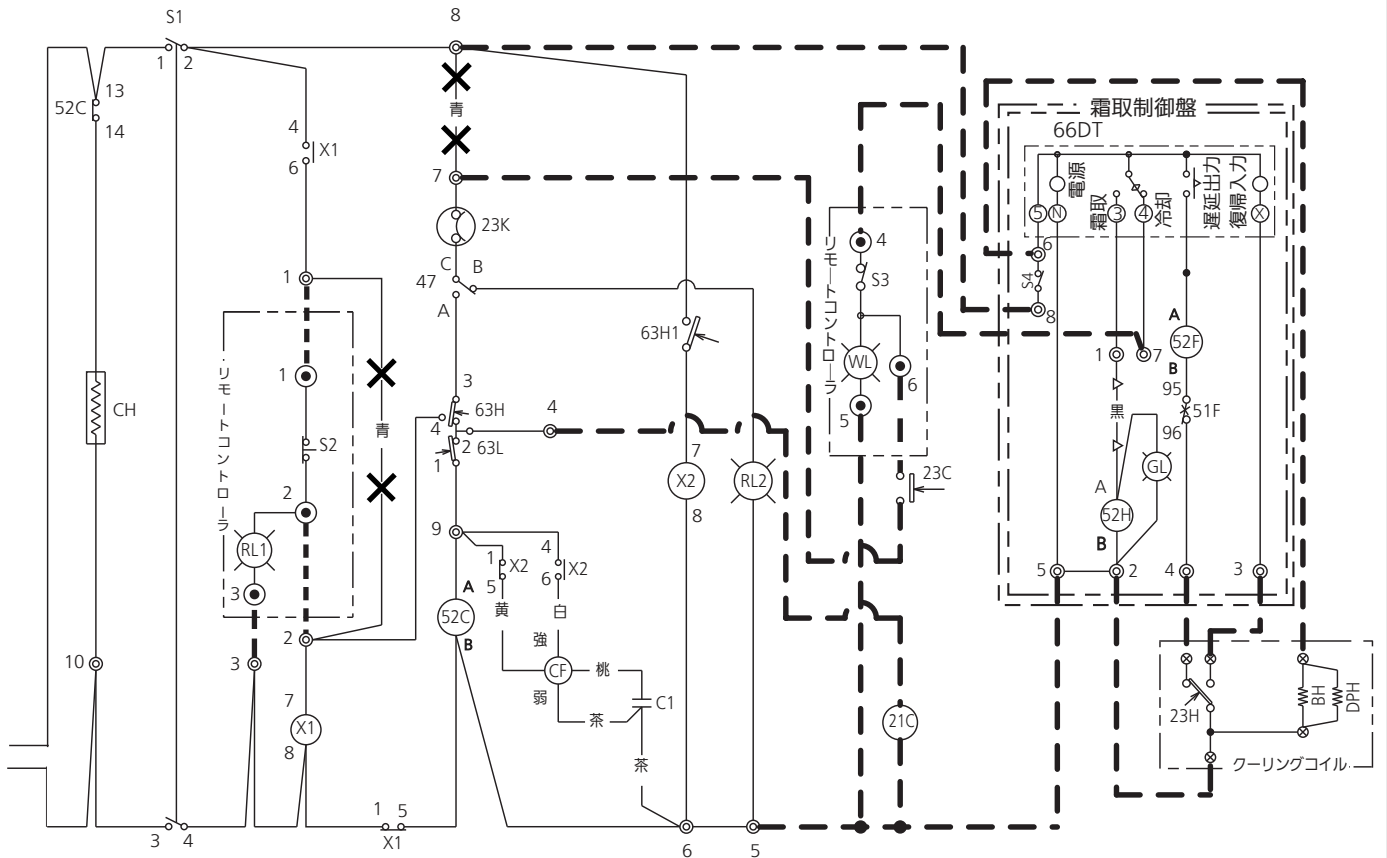 S1
8
1 2
13
52C
14
青
4
X1
6
7
23K
C
B
47
A
1
1
リモートコントローラ
S2
2
RL1
3
3
2
青
CH
10
7
X1
8
3 4
1 5
X1
3
63H
4
4
2
63L
1
9
1
X2
5
4
X2
6
黄
白
A
52C
B
強
CF
弱
桃
茶
C1
茶
63H1
7
X2
8
RL2
6
5
リモートコントローラ
4
S3
WL
6
5
23C
21C
霜取制御盤
66DT
電源
霜取
冷却
遅延出力
復帰入力
5 N 3 4 X
6
S4
8
1
7
黒
A
52F
B
95
51F
96
GL
A
52H
B
5
2
4
3
23H
BH
DPH
クーリングコイル